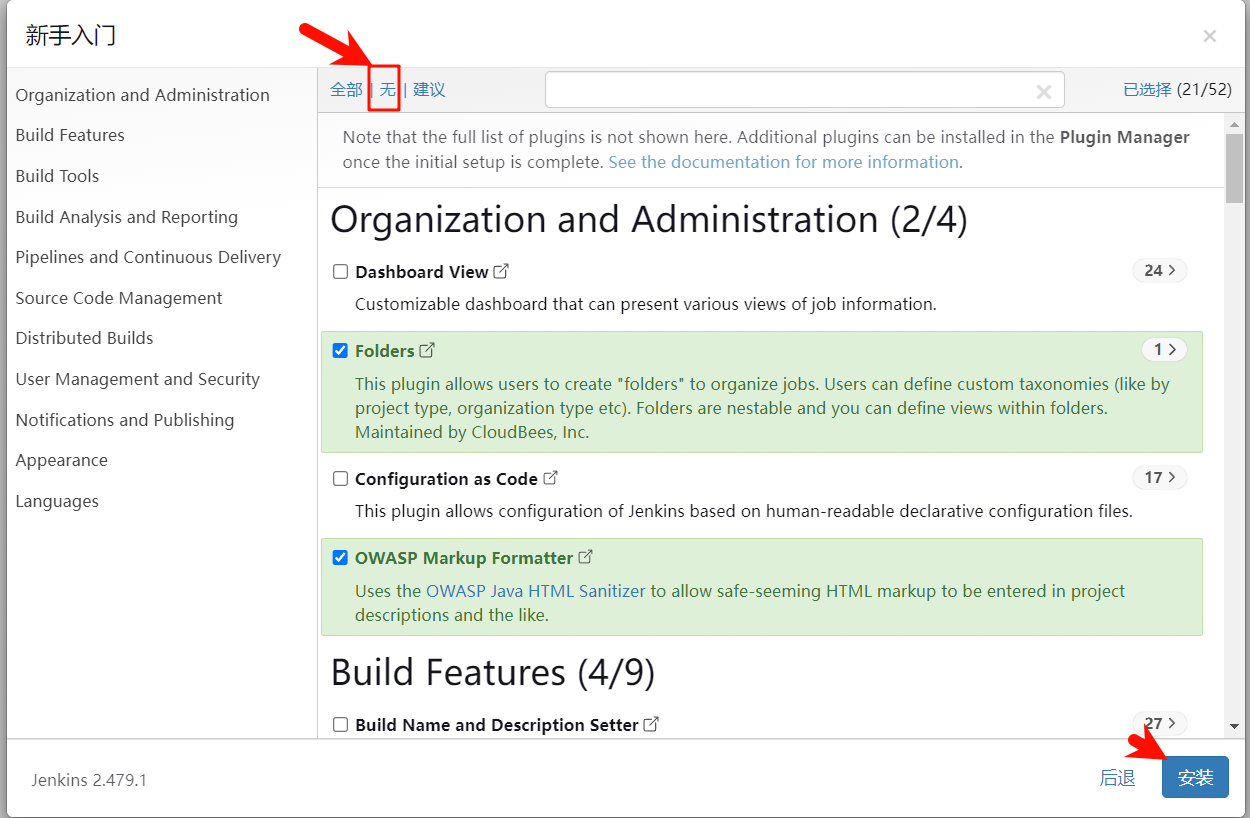 新手入门
×
Organization and Administration
Build Features
Build Tools
Build Analysis and Reporting
Pipelines and Continuous Delivery
Source Code Management
Distributed Builds
User Management and Security
Notifications and Publishing
Appearance
Languages
全部 | 无 | 建议
已选择 (21/52)
Note that the full list of plugins is not shown here. Additional plugins can be installed in the Plugin Manager
once the initial setup is complete. See the documentation for more information.
Organization and Administration (2/4)
Dashboard View 24 >
Customizable dashboard that can present various views of job information.
Folders 1 >
This plugin allows users to create "folders" to organize jobs. Users can define custom taxonomies (like by
project type, organization type etc). Folders are nestable and you can define views within folders.
Maintained by CloudBees, Inc.
Configuration as Code 17 >
This plugin allows configuration of Jenkins based on human-readable declarative configuration files.
OWASP Markup Formatter
Uses the OWASP Java HTML Sanitizer to allow safe-seeming HTML markup to be entered in project
descriptions and the like.
Build Features (4/9)
Build Name and Description Setter 27 >
Jenkins 2.479.1
后退
安装